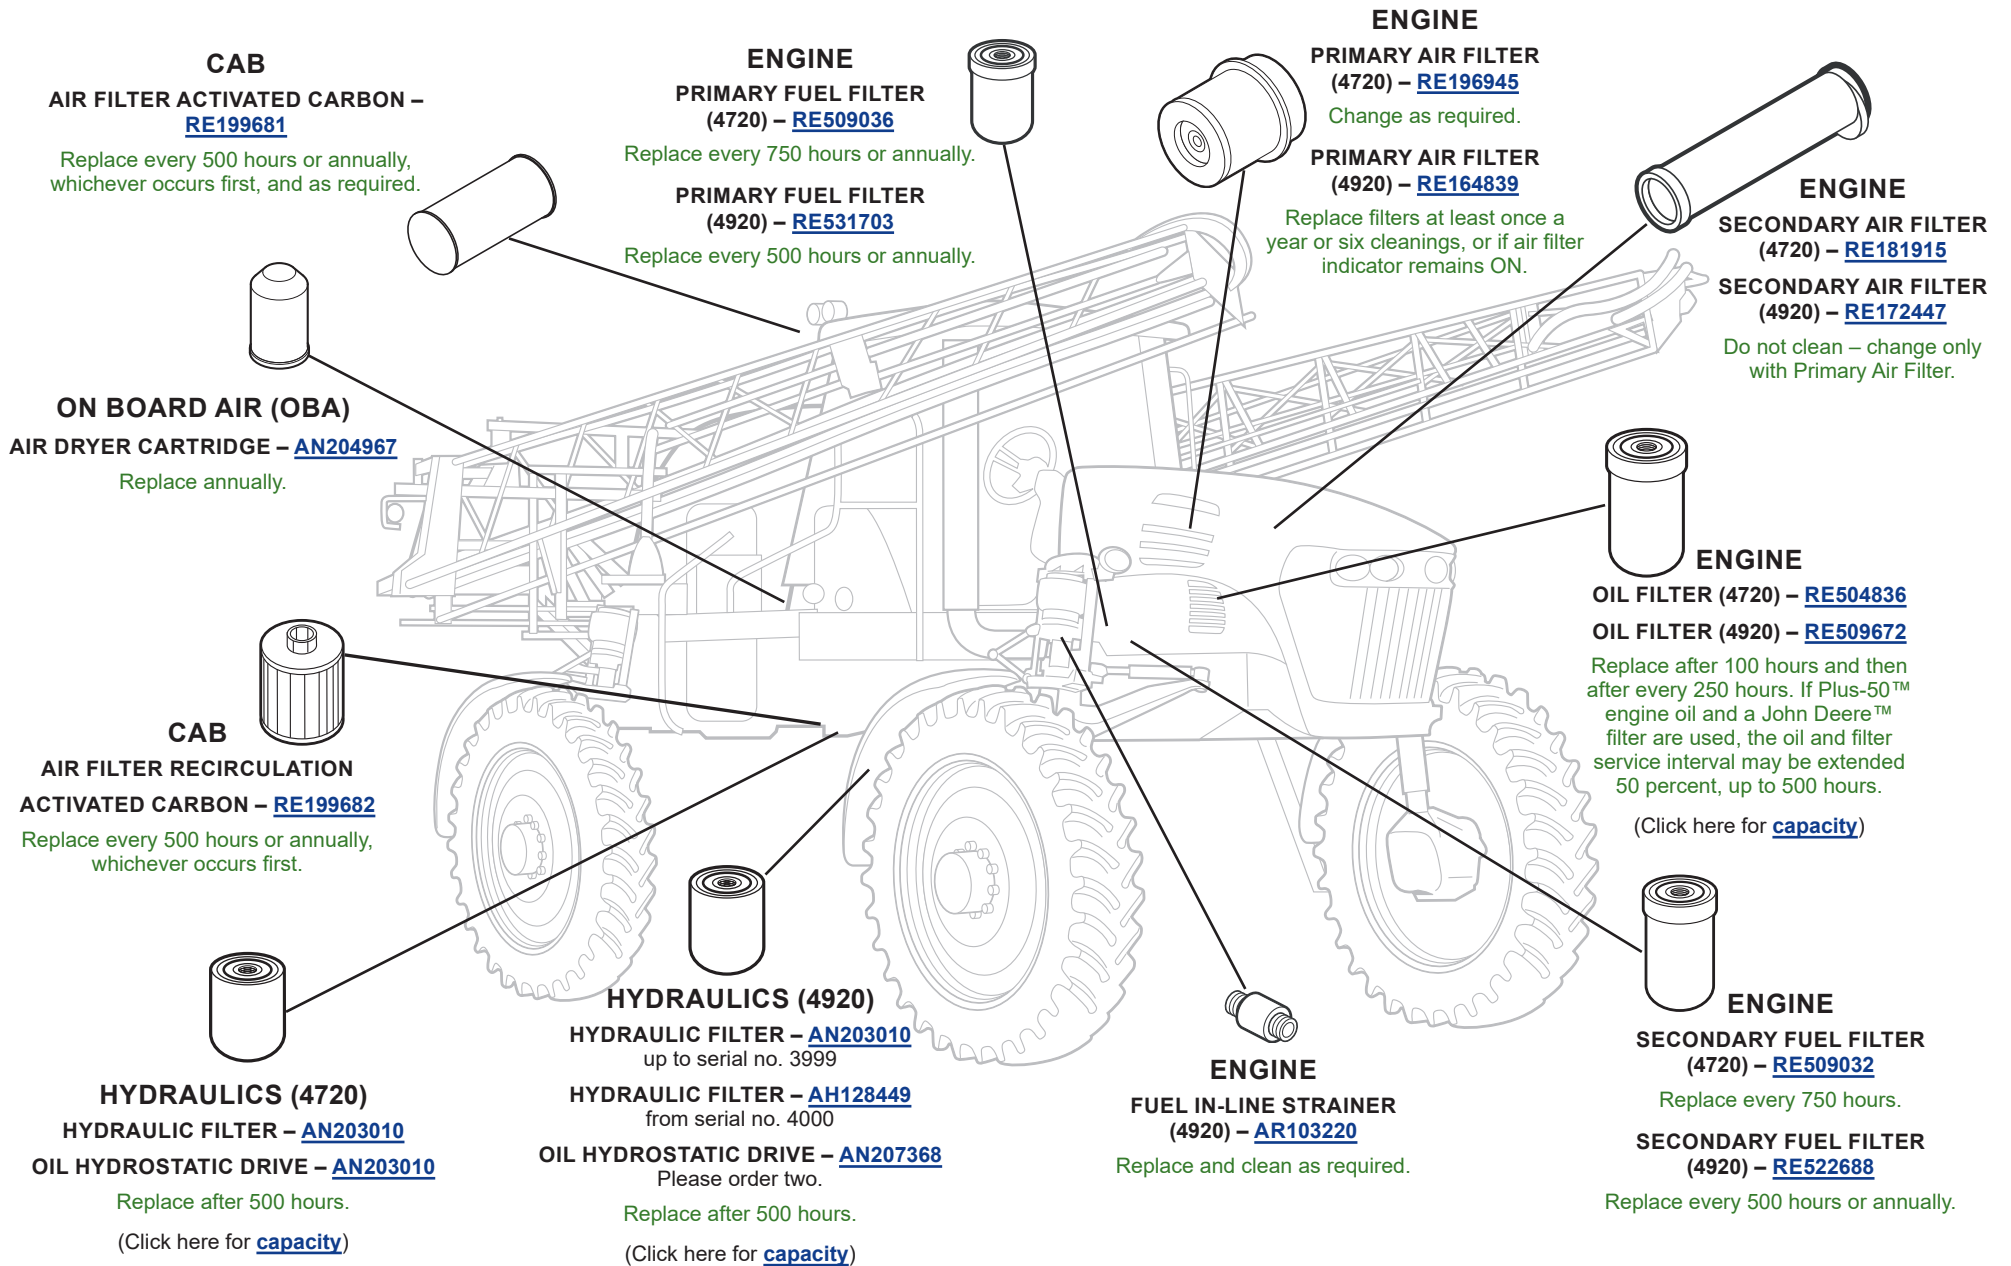 CAB
AIR FILTER ACTIVATED CARBON –
RE199681
Replace every 500 hours or annually,
whichever occurs first, and as required.
ENGINE
PRIMARY FUEL FILTER
(4720) – RE509036
Replace every 750 hours or annually.
PRIMARY FUEL FILTER
(4920) – RE531703
Replace every 500 hours or annually.
ENGINE
PRIMARY AIR FILTER
(4720) – RE196945
Change as required.
PRIMARY AIR FILTER
(4920) – RE164839
Replace filters at least once a
year or six cleanings, or if air filter
indicator remains ON.
ENGINE
SECONDARY AIR FILTER
(4720) – RE181915
SECONDARY AIR FILTER
(4920) – RE172447
Do not clean – change only
with Primary Air Filter.
ON BOARD AIR (OBA)
AIR DRYER CARTRIDGE – AN204967
Replace annually.
ENGINE
OIL FILTER (4720) – RE504836
OIL FILTER (4920) – RE509672
Replace after 100 hours and then
after every 250 hours. If Plus-50™
engine oil and a John Deere™
filter are used, the oil and filter
service interval may be extended
50 percent, up to 500 hours.
(Click here for capacity)
CAB
AIR FILTER RECIRCULATION
ACTIVATED CARBON – RE199682
Replace every 500 hours or annually,
whichever occurs first.
HYDRAULICS (4720)
HYDRAULIC FILTER – AN203010
OIL HYDROSTATIC DRIVE – AN203010
Replace after 500 hours.
(Click here for capacity)
HYDRAULICS (4920)
HYDRAULIC FILTER – AN203010
up to serial no. 3999
HYDRAULIC FILTER – AH128449
from serial no. 4000
OIL HYDROSTATIC DRIVE – AN207368
Please order two.
Replace after 500 hours.
(Click here for capacity)
ENGINE
FUEL IN-LINE STRAINER
(4920) – AR103220
Replace and clean as required.
ENGINE
SECONDARY FUEL FILTER
(4720) – RE509032
Replace every 750 hours.
SECONDARY FUEL FILTER
(4920) – RE522688
Replace every 500 hours or annually.